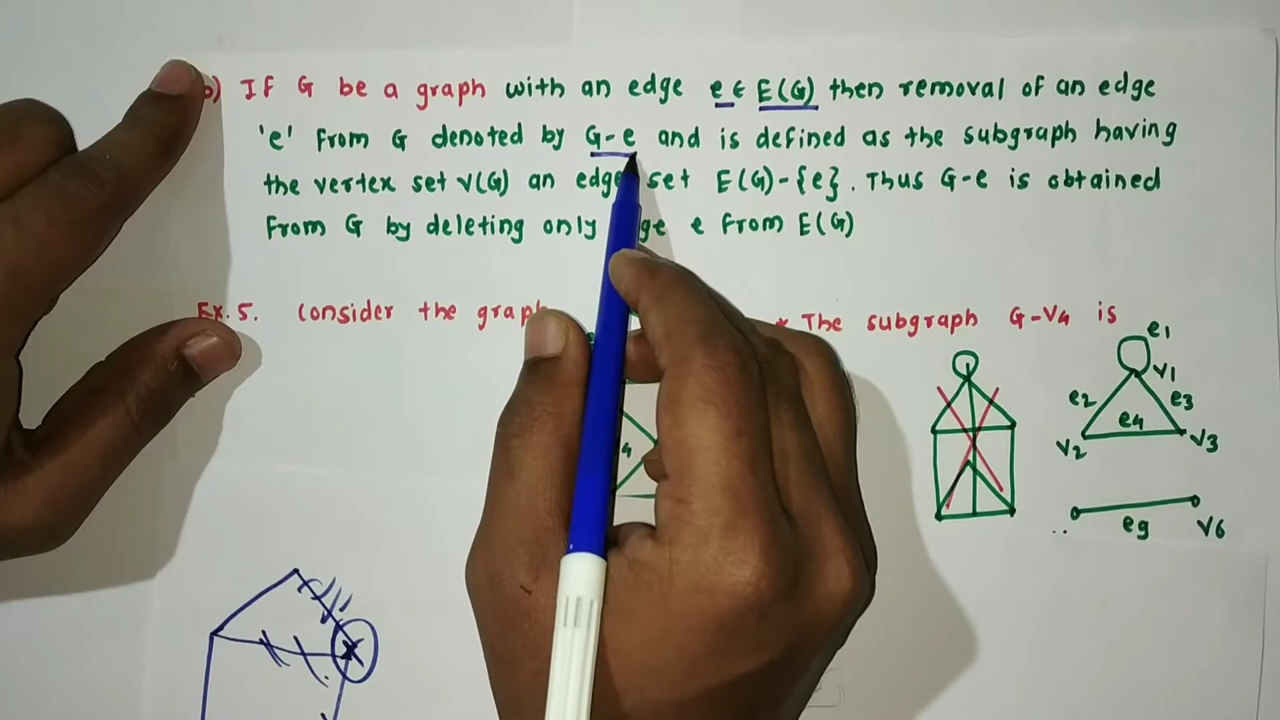 b) If G be a graph with an edge e ∈ E(G) then removal of an edge
'e' from G denoted by G-e and is defined as the subgraph having
the vertex set V(G) an edge set E(G)-{e}. Thus G-e is obtained
from G by deleting only e from E(G)
Ex. 5. Consider the graph
* The subgraph G-V4 is
e1
V1
e2
e3
e4
V2
V3
4
e9
V6